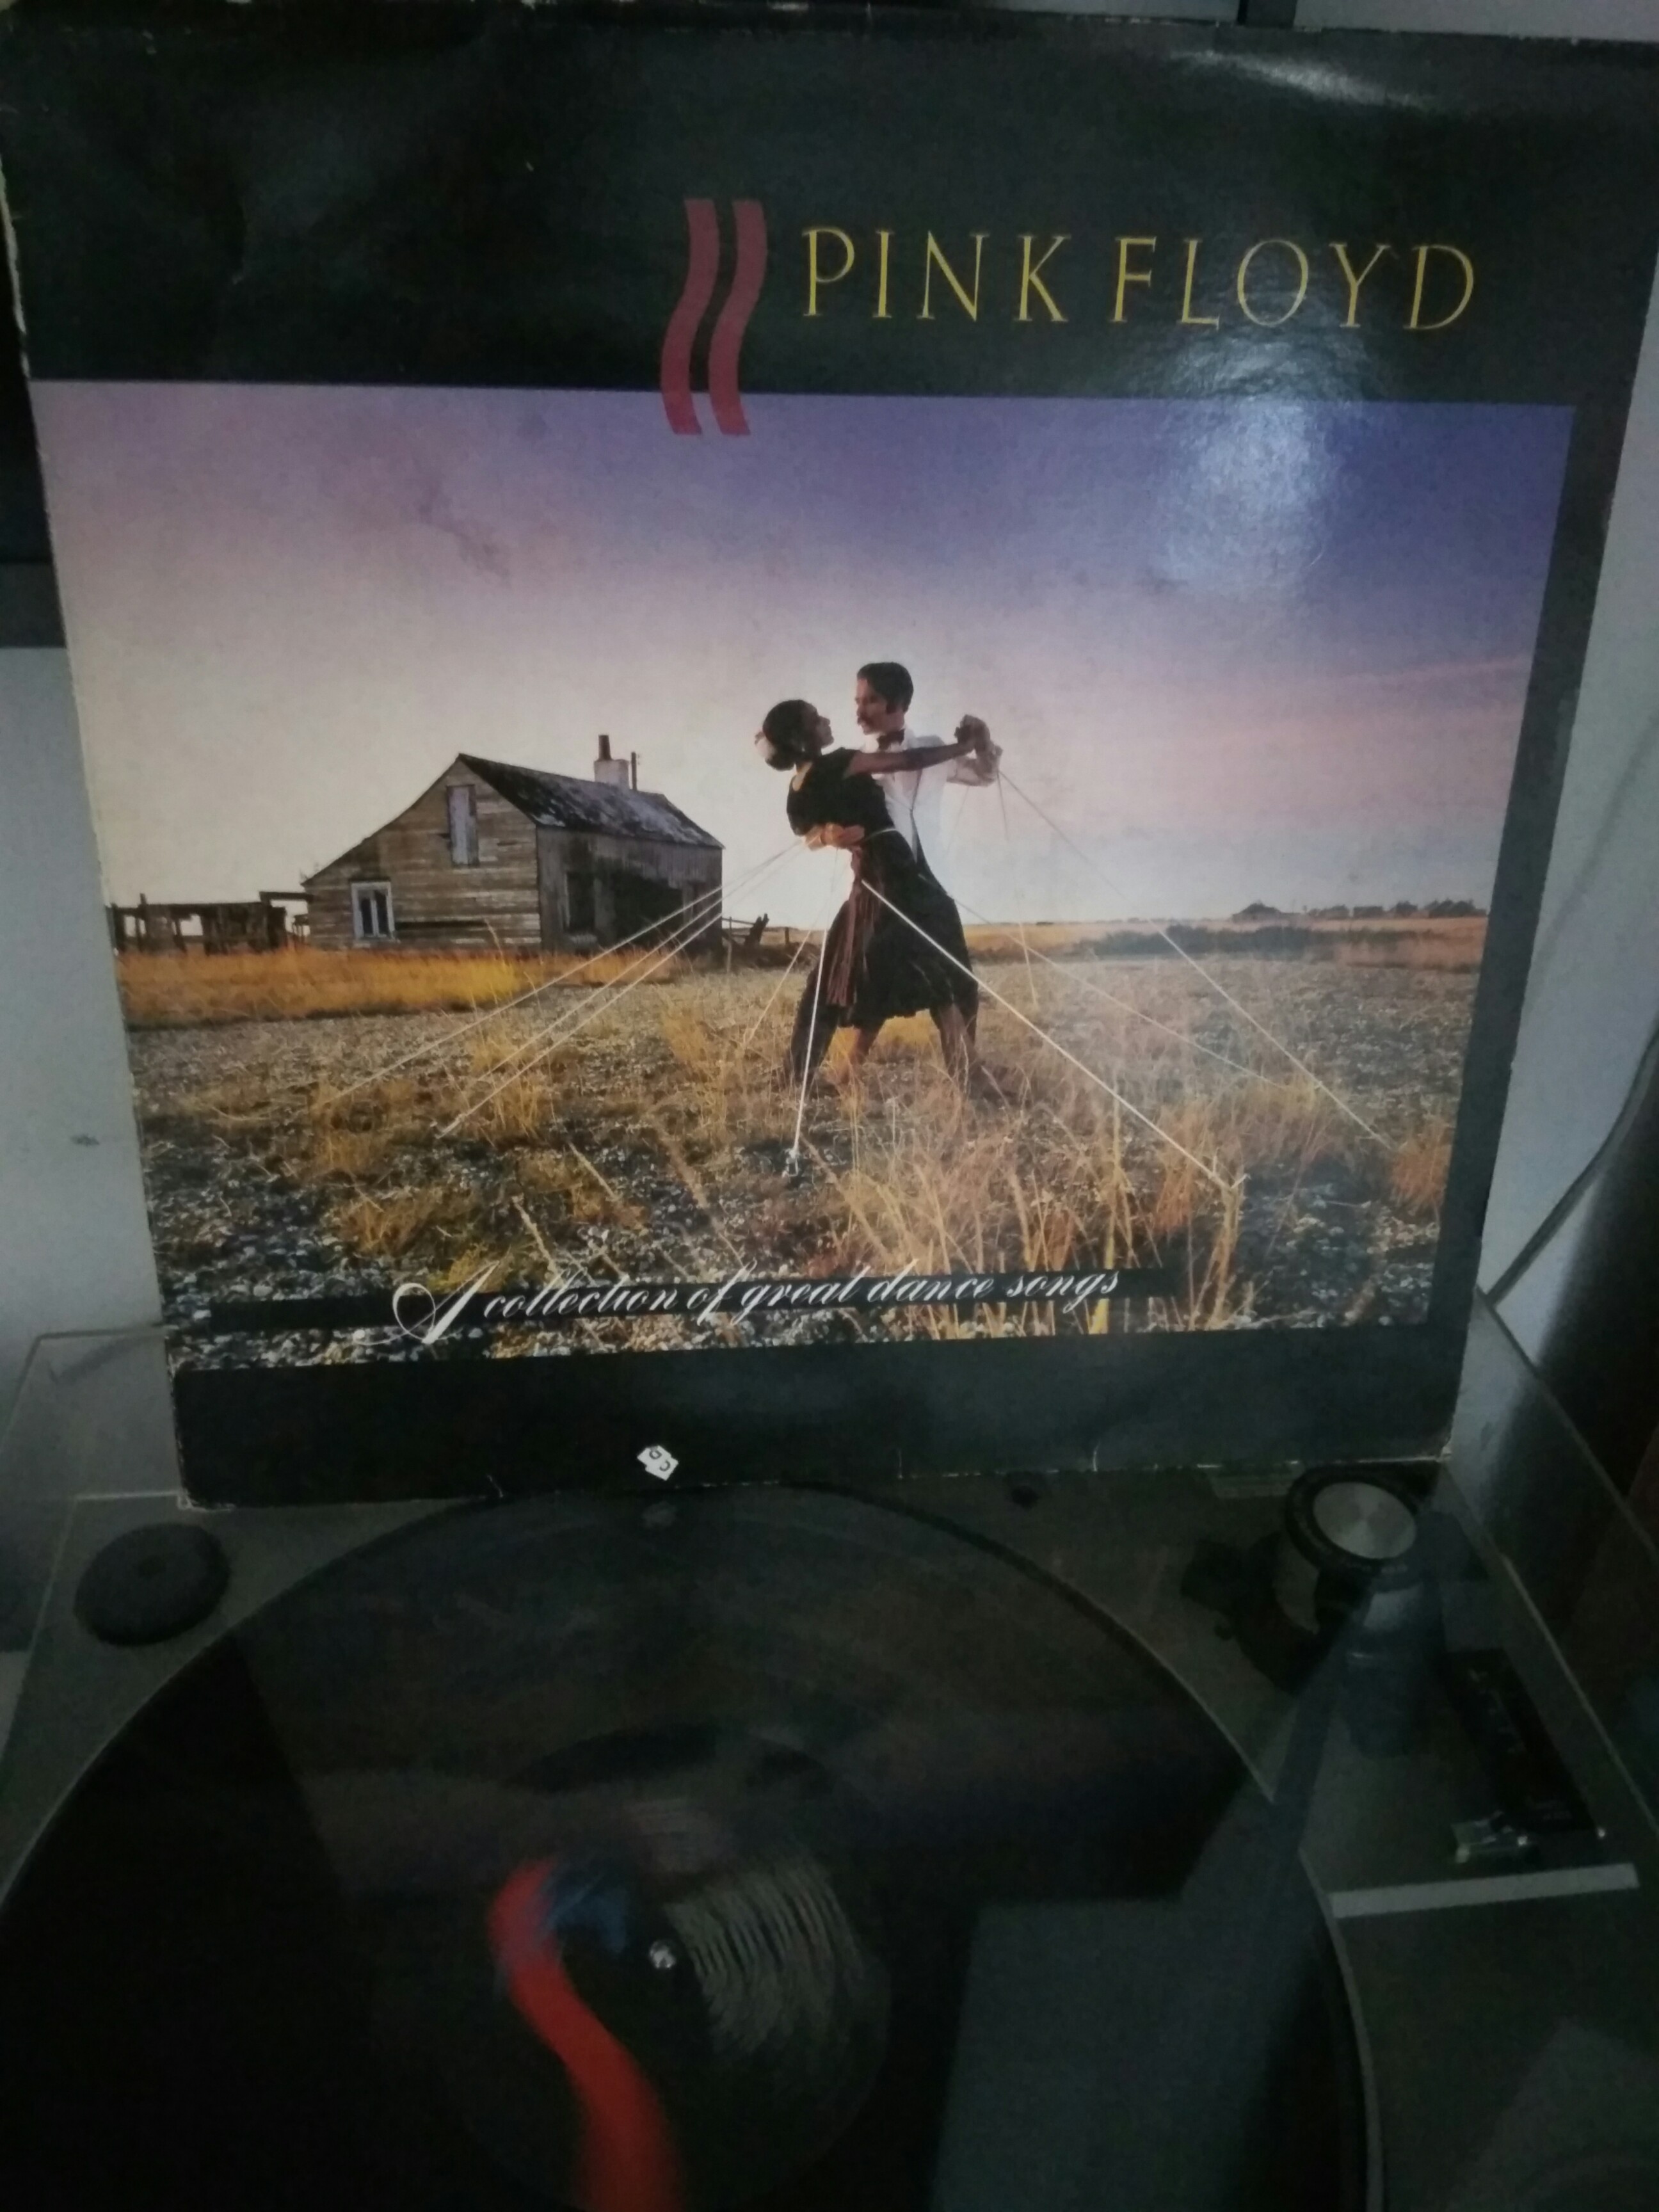 PINK FLOYD
A collection of great dance songs